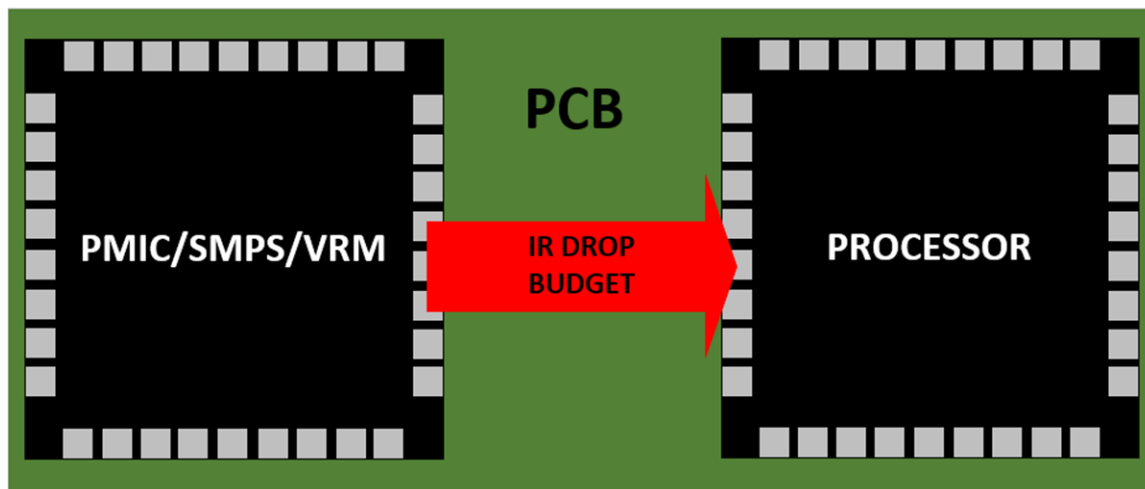 PCB
PMIC/SMPS/VRM
IR DROP
BUDGET
PROCESSOR